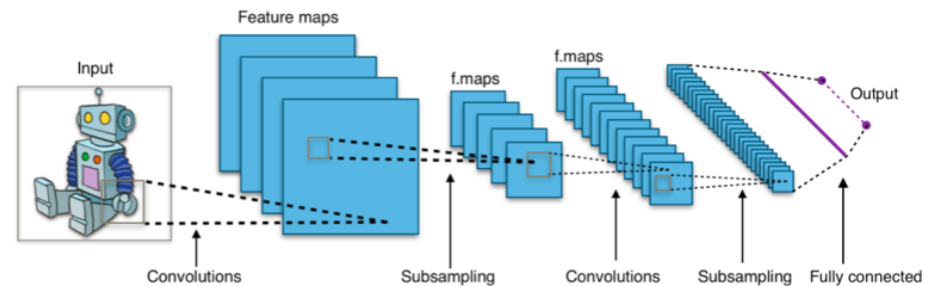 Feature maps
Input
f.maps
f.maps
Output
Convolutions
Subsampling
Convolutions
Subsampling
Fully connected